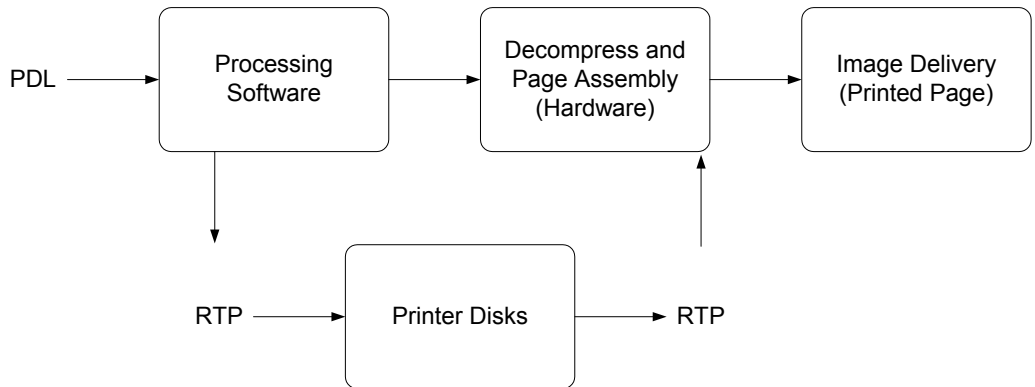 PDL
Processing
Software
Decompress and
Page Assembly
(Hardware)
Image Delivery
(Printed Page)
RTP
Printer Disks
RTP